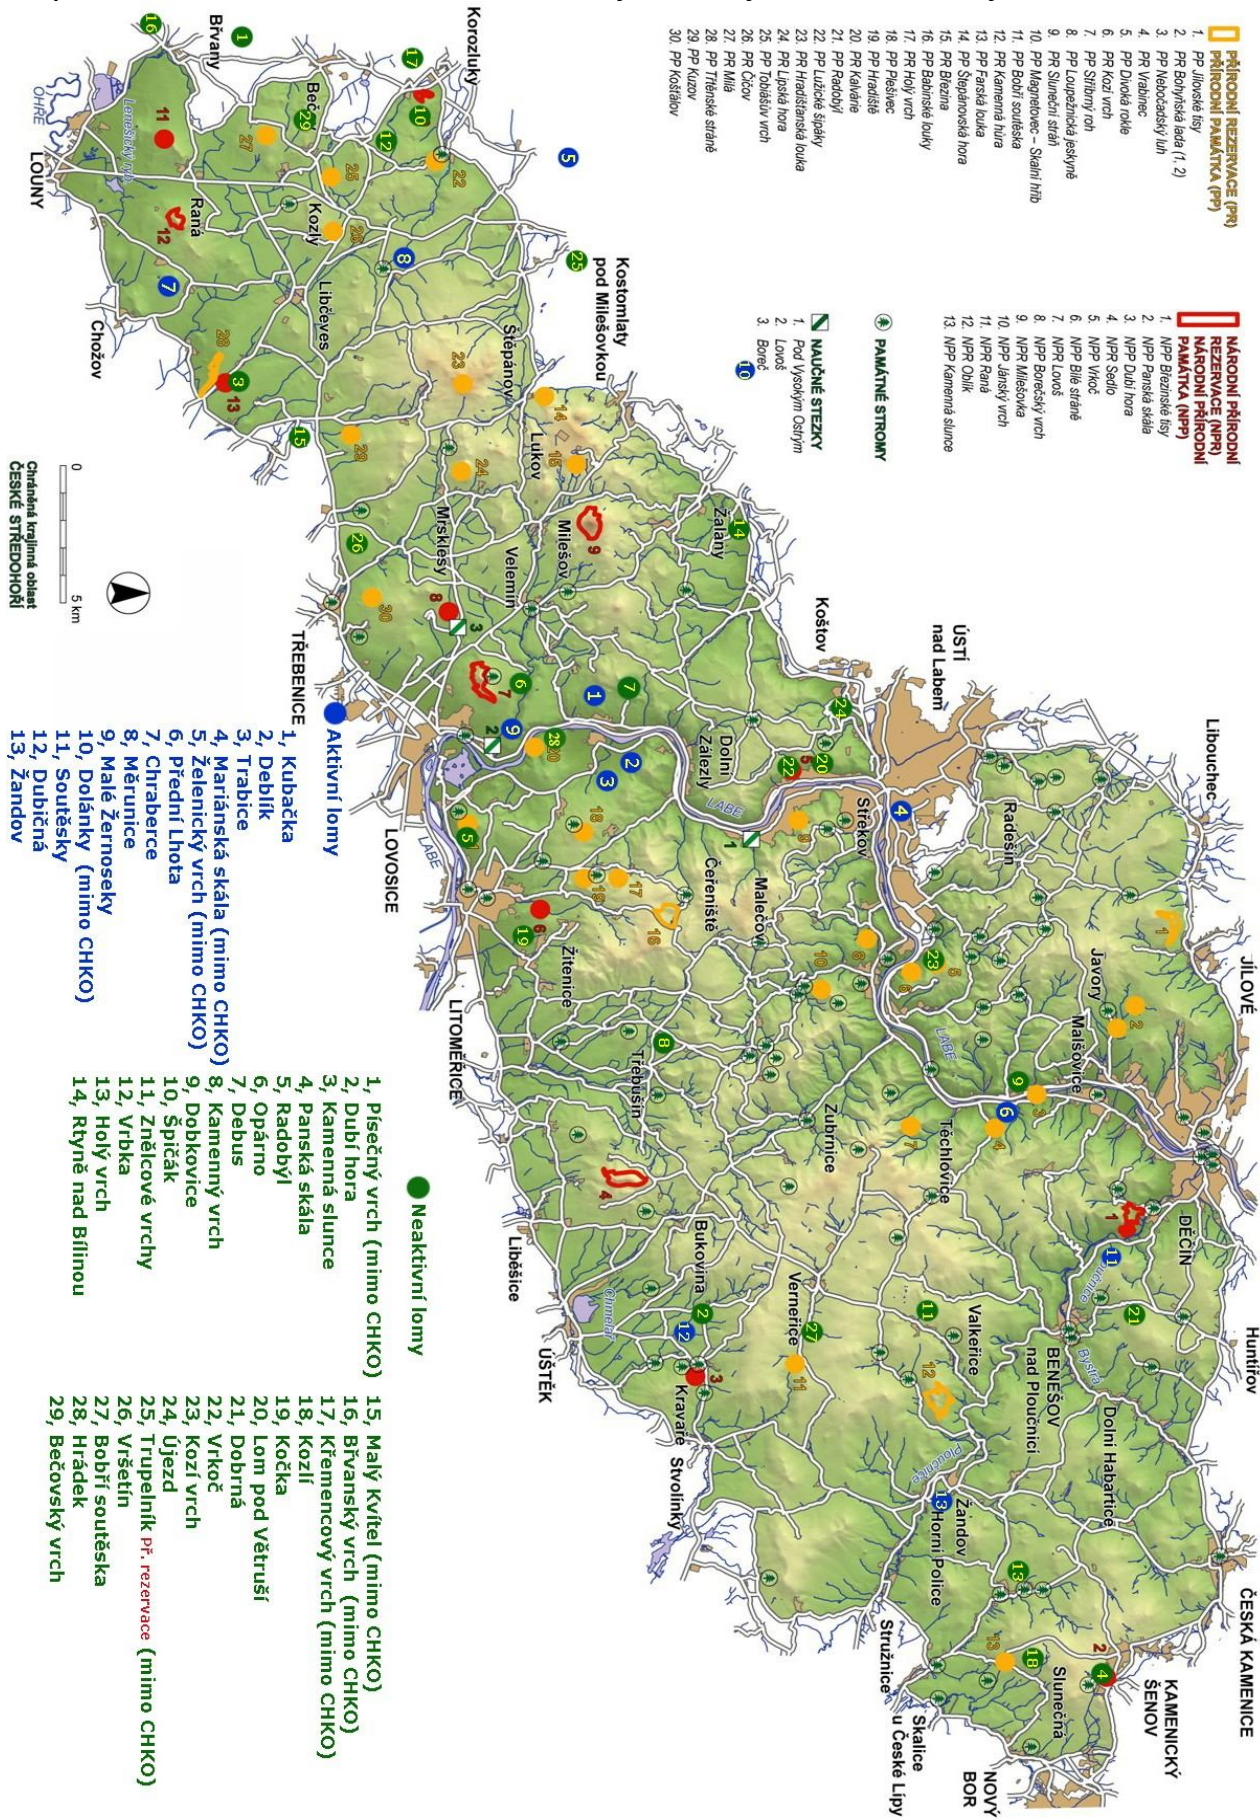 PŘÍRODNÍ REZERVACE (PR)
PŘÍRODNÍ PAMÁTKA (PP)
1. PP Jílovské tisy
2 PR Bohyňská lada (1, 2)
3 PP Nebočadský luh
4. PR Vrabinec
5 PP Divoká rokle
6 PR Kozí vrch
7. PP Stříbrný roh
8 PP Loupežnická jeskyně
9 PR Sluneční stráň
10. PP Magnetovec – Skalní hřib
11 PP Bobří soutěska
12 PR Kamenná hůra
13 PP Farská louka
14. PP Štěpánovská hora
15 PR Březina
16 PP Babinské louky
17. PR Holý vrch
18 PP Plešivec
19 PP Hradiště
20 PR Kalvárie
21. PP Radobýl
22 PP Lužické šipáky
23 PR Hradišťanská louka
24. PR Lipská hora
25 PP Tobiášův vrch
26 PR Číčov
27 PR Milá
28. PP Třtěnské stráně
29 PP Kuzov
30. PP Košťálov
NÁRODNÍ PŘÍRODNÍ
REZERVACE (NPR)
NÁRODNÍ PŘÍRODNÍ
PAMÁTKA (NPP)
1. NPP Březinské tisy
2. NPP Panská skála
3. NPP Dubí hora
4. NPR Sedlo
5. NPP Vrkoč
6. NPP Bílé stráně
7. NPR Lovoš
8 NPP Borečský vrch
9. NPR Milešovka
10. NPP Jánský vrch
11. NPR Raná
12. NPR Oblík
13. NPP Kamenná slunce
PAMÁTNÉ STROMY
NAUČNÉ STEZKY
1. Pod Vysokým Ostrým
2. Lovoš
3. Boreč
10
Libouchec
JÍLOVÉ
Huntířov
ČESKÁ KAMENICE
KAMENICKÝ
ŠENOV
NOVÝ
BOR
Skalice
u České Lípy
Stružnice
Slunečná
Horní Police
Žandov
Dolní Habartice
BENEŠOV
nad Ploučnicí
Bystrá
Ploučnice
DĚČÍN
Valkeřice
Verneřice
Malšovice
Javory
Těchlovice
Radešín
ÚSTÍ
nad Labem
Střekov
Koštov
Dolní
Zálezly
LABE
Malečov
Čeřeniště
Zubrnice
Třebušín
Bukovina
Kravaře
Stvolínky
ÚŠTĚK
Chmelař
Liběšice
Žitenice
LITOMĚŘICE
LABE
LOVOSICE
LABE
Žalany
Milešov
Velemín
Mrsklesy
Lukov
Štěpánov
Kostomlaty
pod Milešovkou
TŘEBENICE
Korozluky
Bečov
Břvany
Kozly
Libčeves
Raná
Lenešický ryb.
OHŘE
LOUNY
Chožov
0
5 km
Chráněná krajinná oblast
ČESKÉ STŘEDOHOŘÍ
Aktivní lomy
1, Kubačka
2, Deblík
3, Trabice
4, Mariánská skála (mimo CHKO)
5, Želenický vrch (mimo CHKO)
6, Přední Lhota
7, Chraberce
8, Měrunice
9, Malé Žernoseky
10, Dolánky (mimo CHKO)
11, Soutěsky
12, Dubičná
13, Žandov
Neaktivní lomy
1, Písečný vrch (mimo CHKO)
2, Dubí hora
3, Kamenná slunce
4, Panská skála
5, Radobýl
6, Opárno
7, Debus
8, Kamenný vrch
9, Dobkovice
10, Špičák
11, Znělcové vrchy
12, Vrbka
13, Holý vrch
14, Rtyně nad Bílinou
15, Malý Kvítel (mimo CHKO)
16, Břvanský vrch (mimo CHKO)
17, Křemencový vrch (mimo CHKO)
18, Kozlí
19, Kočka
20, Lom pod Větruší
21, Dobrná
22, Vrkoč
23, Kozí vrch
24, Újezd
25, Trupelník Př. rezervace (mimo CHKO)
26, Vršetín
27, Bobří soutěska
28, Hrádek
29, Bečovský vrch